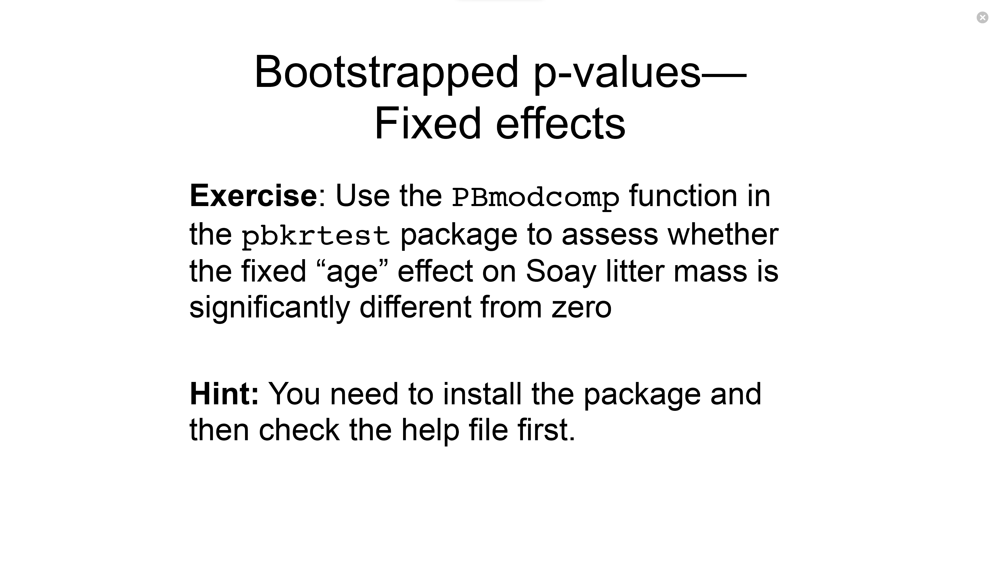 Bootstrapped p-values—
Fixed effects
Exercise: Use the PBmodcomp function in
the pbkrtest package to assess whether
the fixed “age” effect on Soay litter mass is
significantly different from zero
Hint: You need to install the package and
then check the help file first.